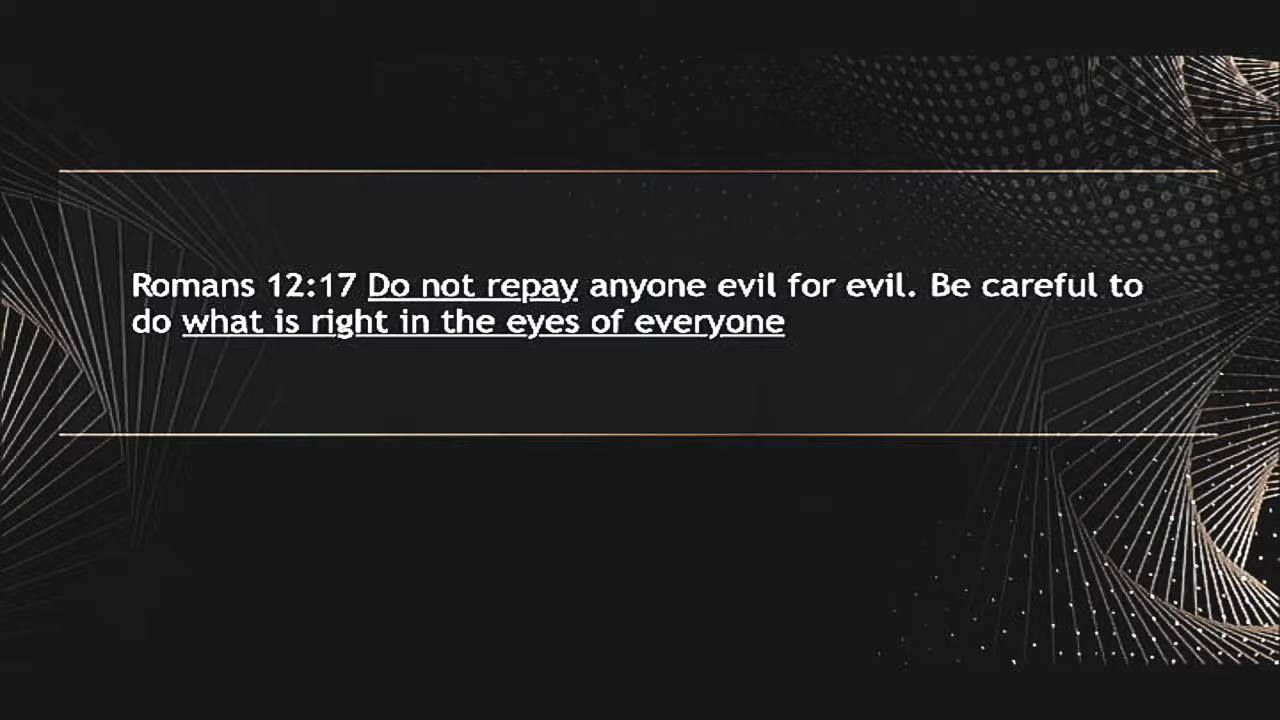 Romans 12:17 Do not repay anyone evil for evil. Be careful to
do what is right in the eyes of everyone